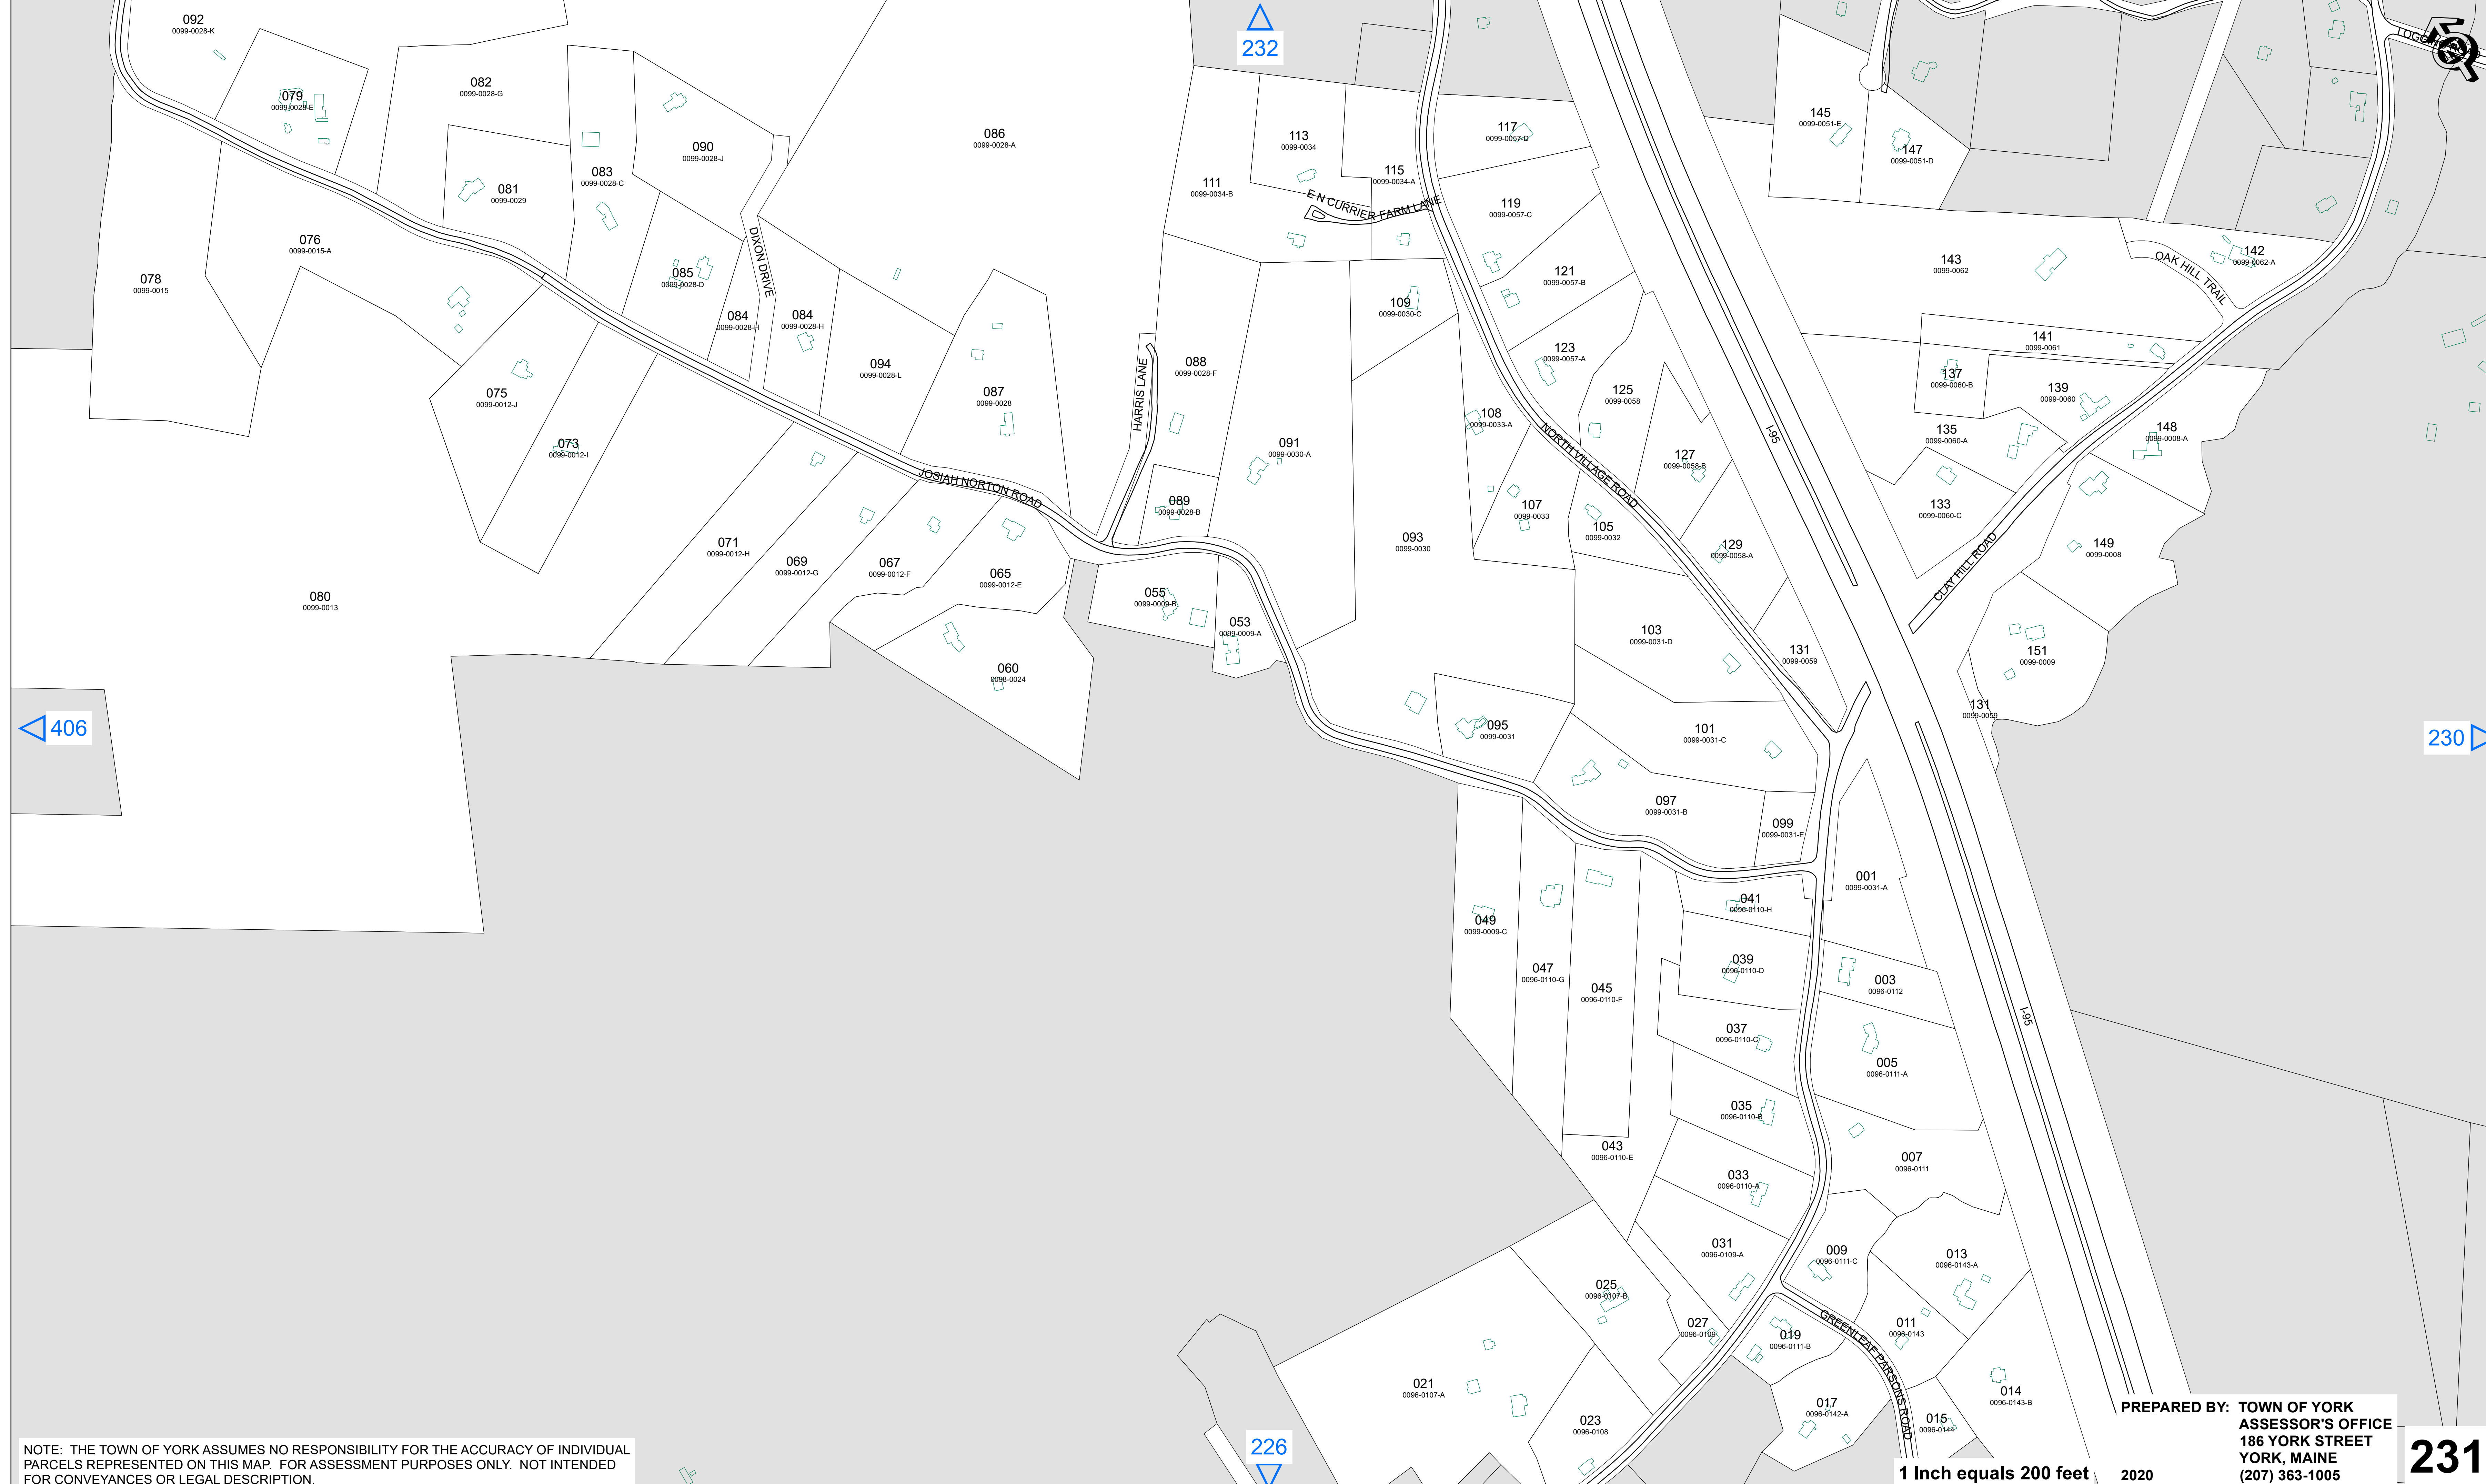 092
0099-0028-K
232
LOGGIN
082
0099-0028-G
079
0099-0028-E
145
0099-0051-E
117
0099-0057-D
113
0099-0034
086
0099-0028-A
090
0099-0028-J
147
0099-0051-D
083
0099-0028-C
115
0099-0034-A
081
0099-0029
111
0099-0034-B
E N CURRIER FARM LANE
119
0099-0057-C
076
0099-0015-A
DIXON DRIVE
143
0099-0062
142
0099-0062-A
OAK HILL TRAIL
078
0099-0015
085
0099-0028-D
121
0099-0057-B
109
0099-0030-C
084
0099-0028-H
084
0099-0028-H
141
0099-0061
123
0099-0057-A
088
0099-0028-F
HARRIS LANE
094
0099-0028-L
137
0099-0060-B
139
0099-0060
075
0099-0012-J
087
0099-0028
125
0099-0058
108
0099-0033-A
I-95
135
0099-0060-A
148
0099-0008-A
073
0099-0012-I
091
0099-0030-A
127
0099-0058-B
NORTH VILLAGE ROAD
JOSIAH NORTON ROAD
089
0099-0028-B
107
0099-0033
133
0099-0060-C
105
0099-0032
071
0099-0012-H
093
0099-0030
129
0099-0058-A
149
0099-0008
CLAY HILL ROAD
069
0099-0012-G
067
0099-0012-F
065
0099-0012-E
080
0099-0013
055
0099-0009-B
053
0099-0009-A
103
0099-0031-D
131
0099-0059
151
0099-0009
060
0098-0024
131
0099-0059
406
095
0099-0031
101
0099-0031-C
230
097
0099-0031-B
099
0099-0031-E
001
0099-0031-A
041
0096-0110-H
049
0099-0009-C
039
0096-0110-D
047
0096-0110-G
003
0096-0112
045
0096-0110-F
I-95
037
0096-0110-C
005
0096-0111-A
035
0096-0110-B
043
0096-0110-E
007
0096-0111
033
0096-0110-A
031
0096-0109-A
009
0096-0111-C
013
0096-0143-A
025
0096-0107-B
027
0096-0109
019
0096-0111-B
011
0096-0143
GREENLEAF PARSONS ROAD
021
0096-0107-A
014
0096-0143-B
017
0096-0142-A
023
0096-0108
015
0096-0144
226
NOTE: THE TOWN OF YORK ASSUMES NO RESPONSIBILITY FOR THE ACCURACY OF INDIVIDUAL
PARCELS REPRESENTED ON THIS MAP. FOR ASSESSMENT PURPOSES ONLY. NOT INTENDED
FOR CONVEYANCES OR LEGAL DESCRIPTION.
1 Inch equals 200 feet
PREPARED BY: TOWN OF YORK
ASSESSOR'S OFFICE
186 YORK STREET
YORK, MAINE
2020 (207) 363-1005
231